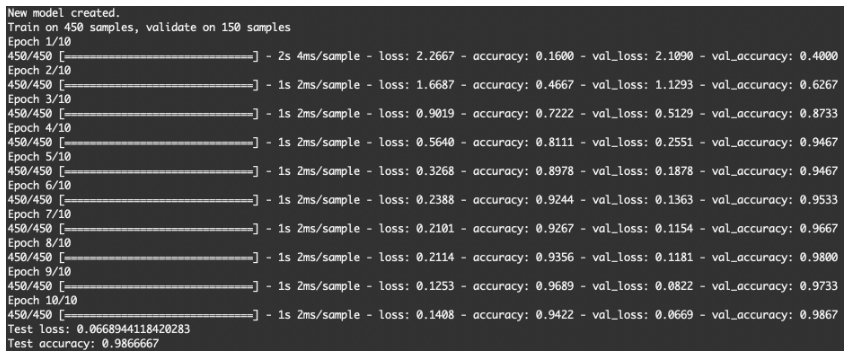 New model created.
Train on 450 samples, validate on 150 samples
Epoch 1/10
450/450 [==============================] - 2s 4ms/sample - loss: 2.2667 - accuracy: 0.1600 - val_loss: 2.1090 - val_accuracy: 0.4000
Epoch 2/10
450/450 [==============================] - 1s 2ms/sample - loss: 1.6687 - accuracy: 0.4667 - val_loss: 1.1293 - val_accuracy: 0.6267
Epoch 3/10
450/450 [==============================] - 1s 2ms/sample - loss: 0.9019 - accuracy: 0.7222 - val_loss: 0.5129 - val_accuracy: 0.8733
Epoch 4/10
450/450 [==============================] - 1s 2ms/sample - loss: 0.5640 - accuracy: 0.8111 - val_loss: 0.2551 - val_accuracy: 0.9467
Epoch 5/10
450/450 [==============================] - 1s 2ms/sample - loss: 0.3268 - accuracy: 0.8978 - val_loss: 0.1878 - val_accuracy: 0.9467
Epoch 6/10
450/450 [==============================] - 1s 2ms/sample - loss: 0.2388 - accuracy: 0.9244 - val_loss: 0.1363 - val_accuracy: 0.9533
Epoch 7/10
450/450 [==============================] - 1s 2ms/sample - loss: 0.2101 - accuracy: 0.9267 - val_loss: 0.1154 - val_accuracy: 0.9667
Epoch 8/10
450/450 [==============================] - 1s 2ms/sample - loss: 0.2114 - accuracy: 0.9356 - val_loss: 0.1181 - val_accuracy: 0.9800
Epoch 9/10
450/450 [==============================] - 1s 2ms/sample - loss: 0.1253 - accuracy: 0.9689 - val_loss: 0.0822 - val_accuracy: 0.9733
Epoch 10/10
450/450 [==============================] - 1s 2ms/sample - loss: 0.1408 - accuracy: 0.9422 - val_loss: 0.0669 - val_accuracy: 0.9867
Test loss: 0.0668944118420283
Test accuracy: 0.9866667